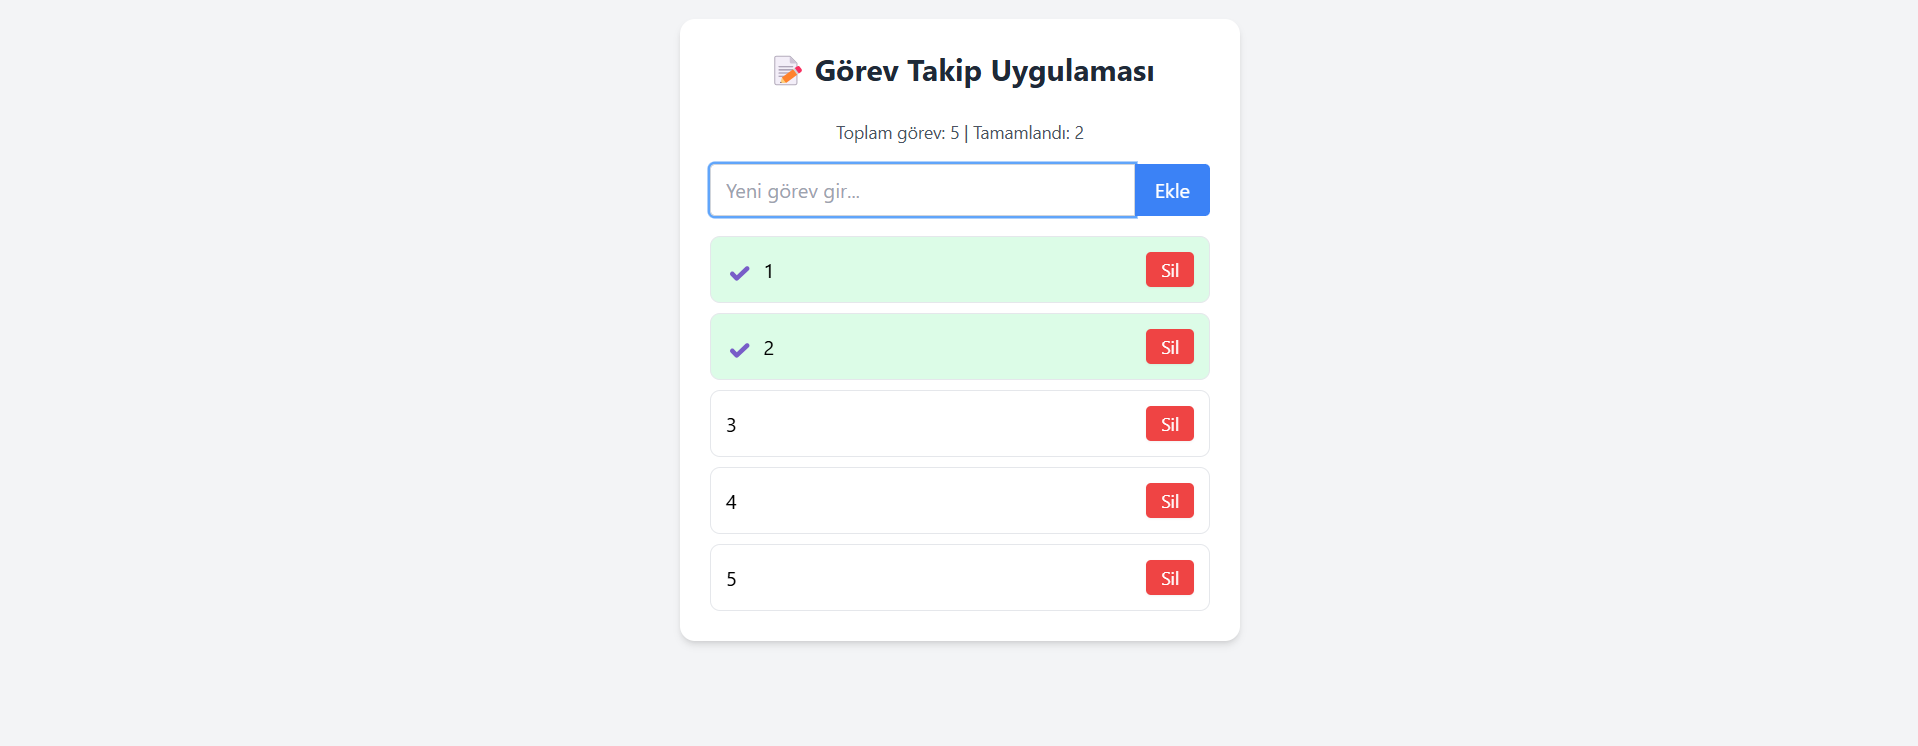 Görev Takip Uygulaması
Toplam görev: 5 | Tamamlandı: 2
Yeni görev gir...
Ekle
1
Sil
2
Sil
3
Sil
4
Sil
5
Sil